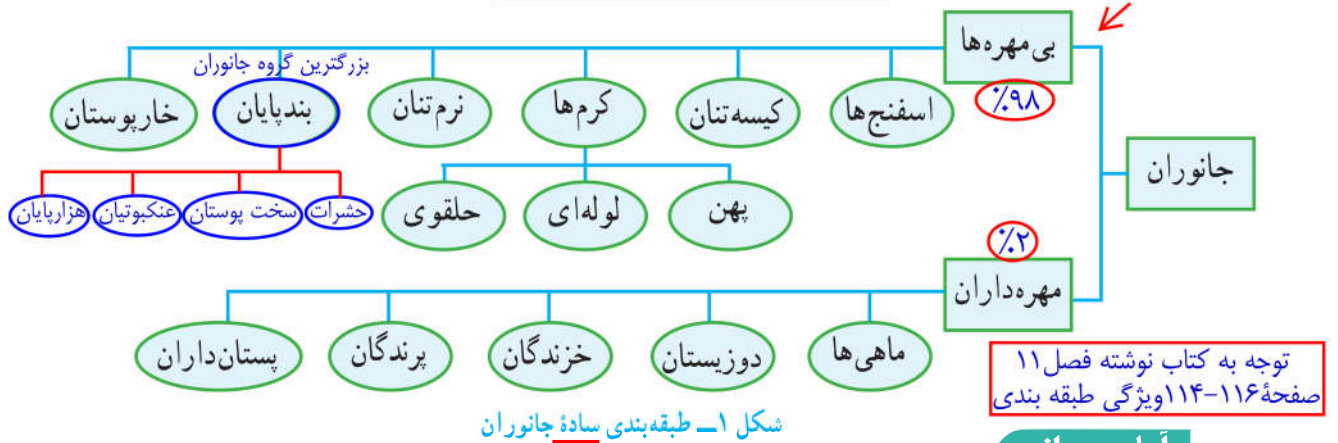 بی‌مهره‌ها
٪۹۸
بزرگترین گروه جانوران
اسفنج‌ها
کیسه‌تنان
کرم‌ها
نرم‌تنان
بندپایان
خارپوستان
پهن
لوله‌ای
حلقوی
حشرات
سخت پوستان
عنکبوتیان
هزارپایان
جانوران
٪۲
مهره‌داران
ماهی‌ها
دوزیستان
خزندگان
پرندگان
پستان‌داران
توجه به کتاب نوشته فصل۱۱
صفحهٔ۱۱۶-۱۱۴ویژگی طبقه بندی
شکل ۱ــ طبقه‌بندی سادهٔ جانوران